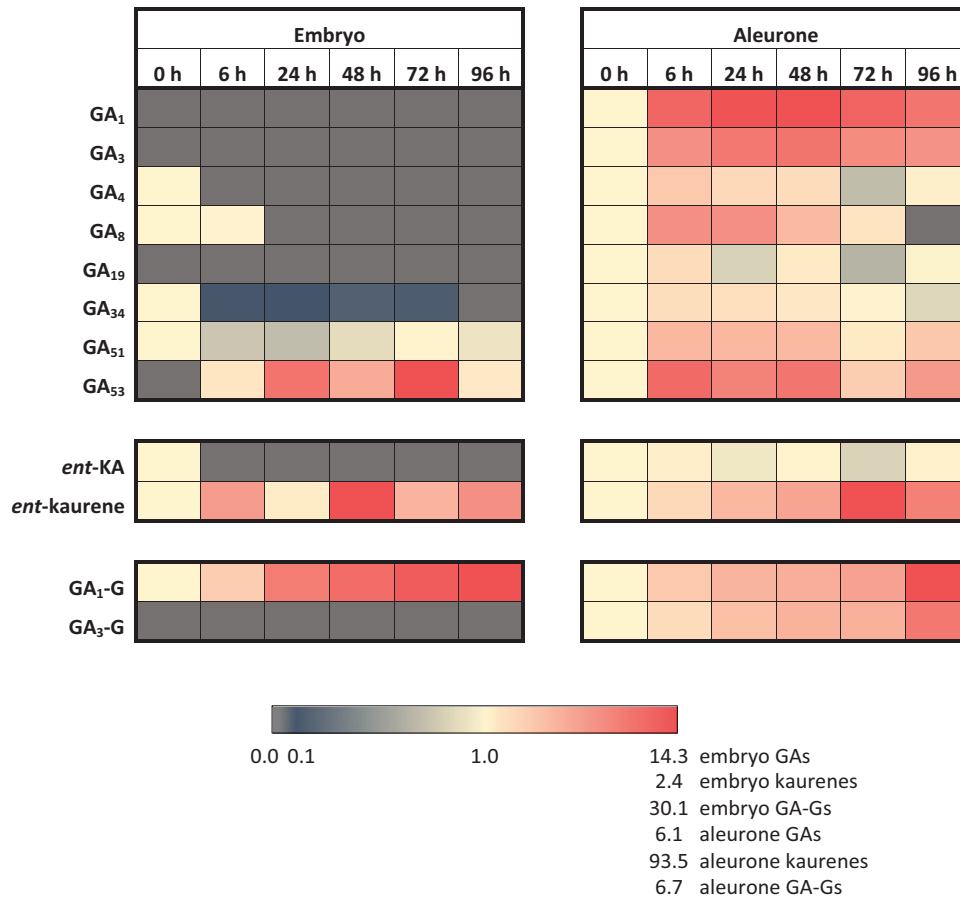 Embryo Aleurone
0 h 6 h 24 h 48 h 72 h 96 h 0 h 6 h 24 h 48 h 72 h 96 h
GA₁
GA₃
GA₄
GA₈
GA₁₉
GA₃₄
GA₅₁
GA₅₃
ent-KA
ent-kaurene
GA₁-G
GA₃-G
0.0 0.1 1.0 14.3 embryo GAs
2.4 embryo kaurenes
30.1 embryo GA-Gs
6.1 aleurone GAs
93.5 aleurone kaurenes
6.7 aleurone GA-Gs